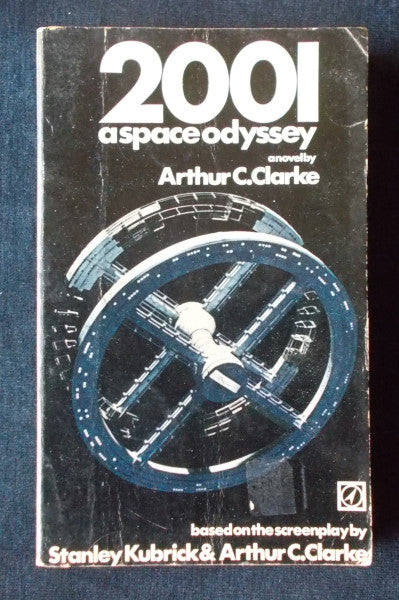 2001
a space odyssey
a novel by
Arthur C. Clarke
based on the screenplay by
Stanley Kubrick & Arthur C. Clarke